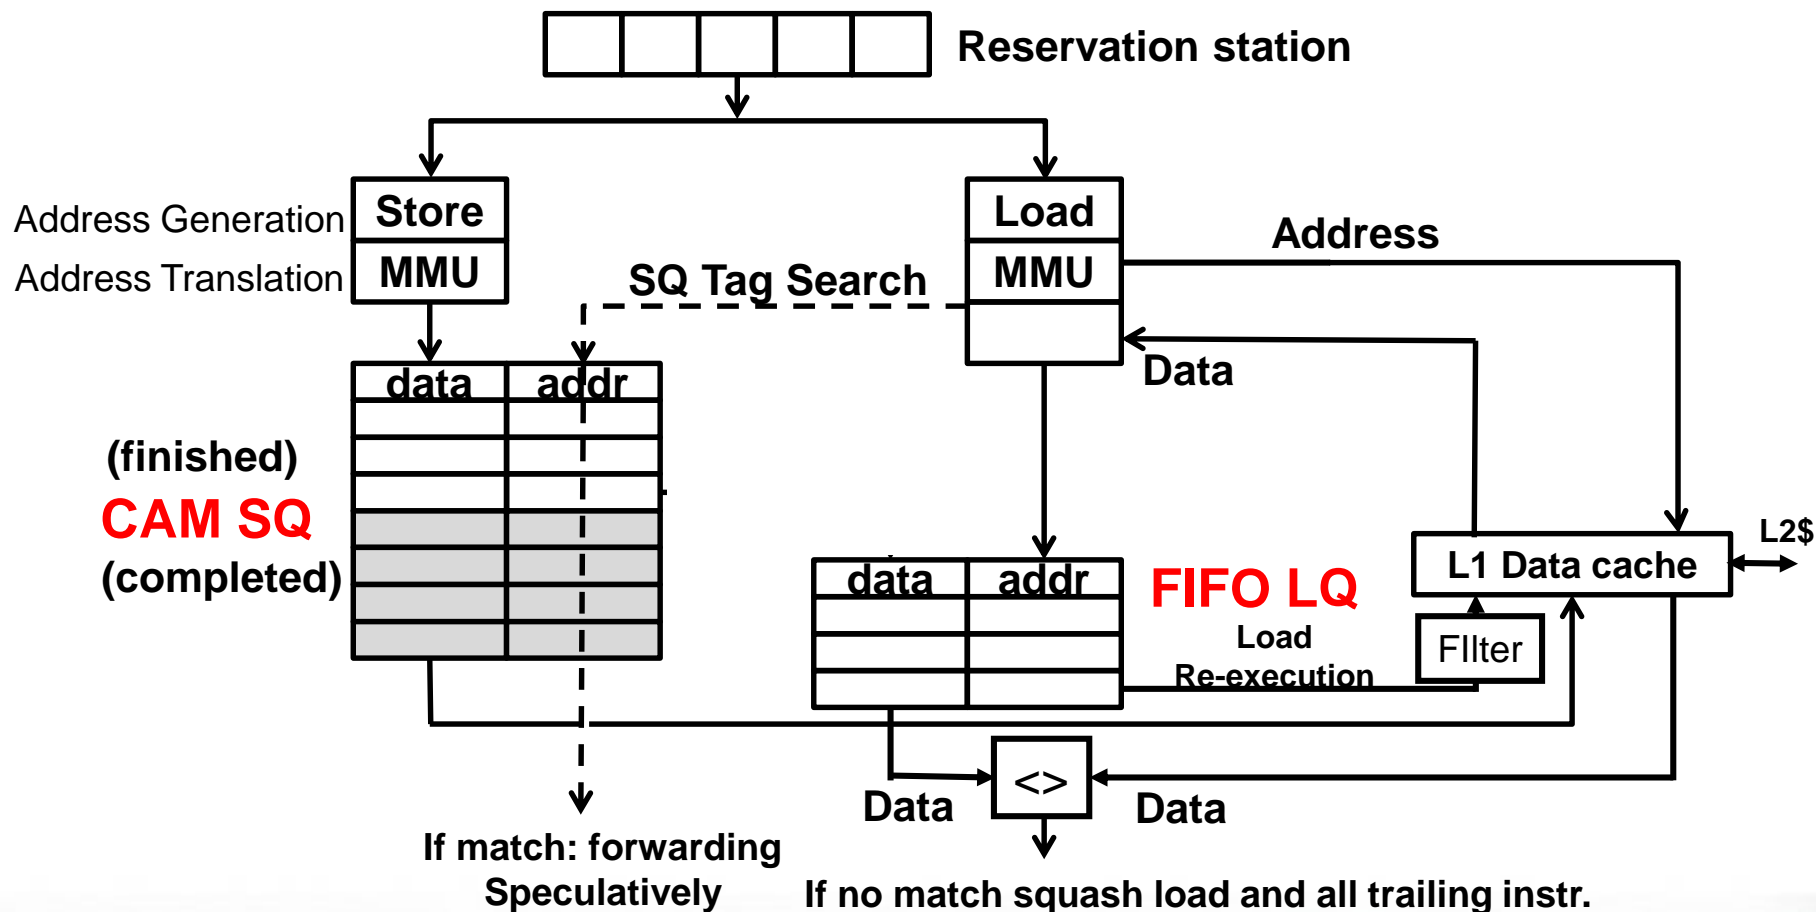 Reservation station
Address Generation
Store
Load
Address
Address Translation
MMU
SQ Tag Search
MMU
Data
data addr
(finished)
CAM SQ
(completed)
L2$
L1 Data cache
data addr
FIFO LQ
Load
Re-execution
FIlter
<>
Data
Data
If match: forwarding
Speculatively
If no match squash load and all trailing instr.